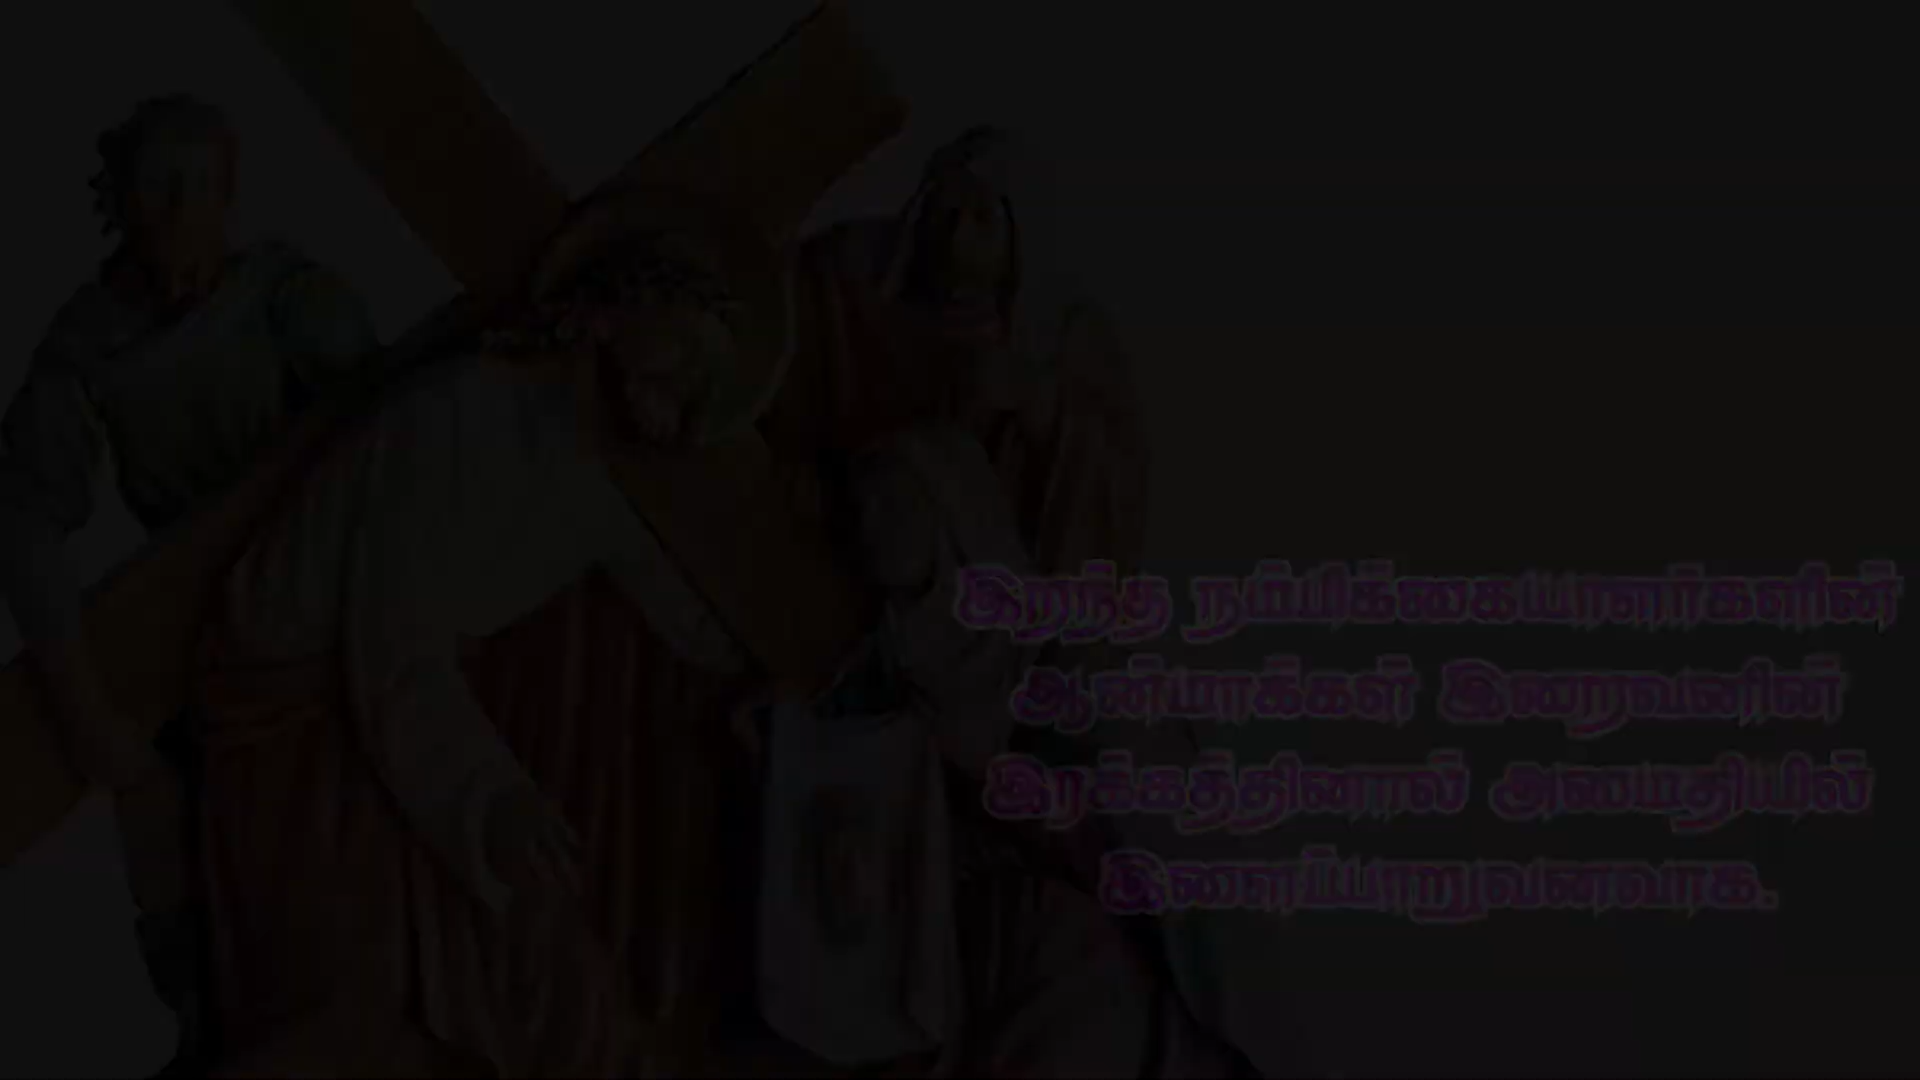 இறந்த நம்பிக்கையாளர்களின்
ஆன்மாக்கள் இறைவனின்
இரக்கத்தினால் அமைதியில்
இளைப்பாறுவனவாக.